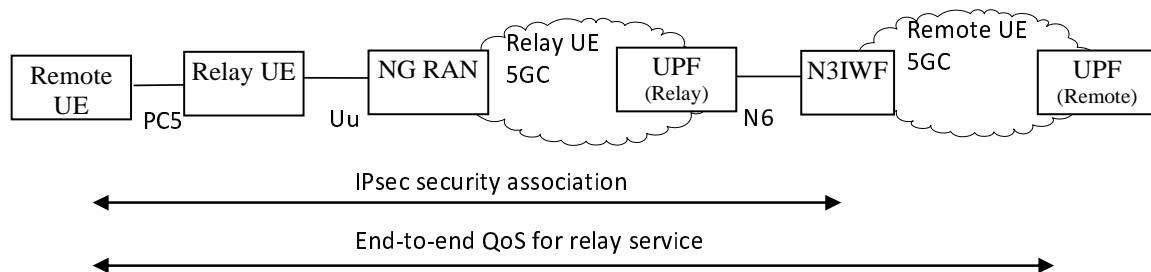 Remote
UE
PC5
Relay UE
Uu
NG RAN
Relay UE
5GC
UPF
(Relay)
N6
N3IWF
Remote UE
5GC
UPF
(Remote)
IPsec security association
End-to-end QoS for relay service